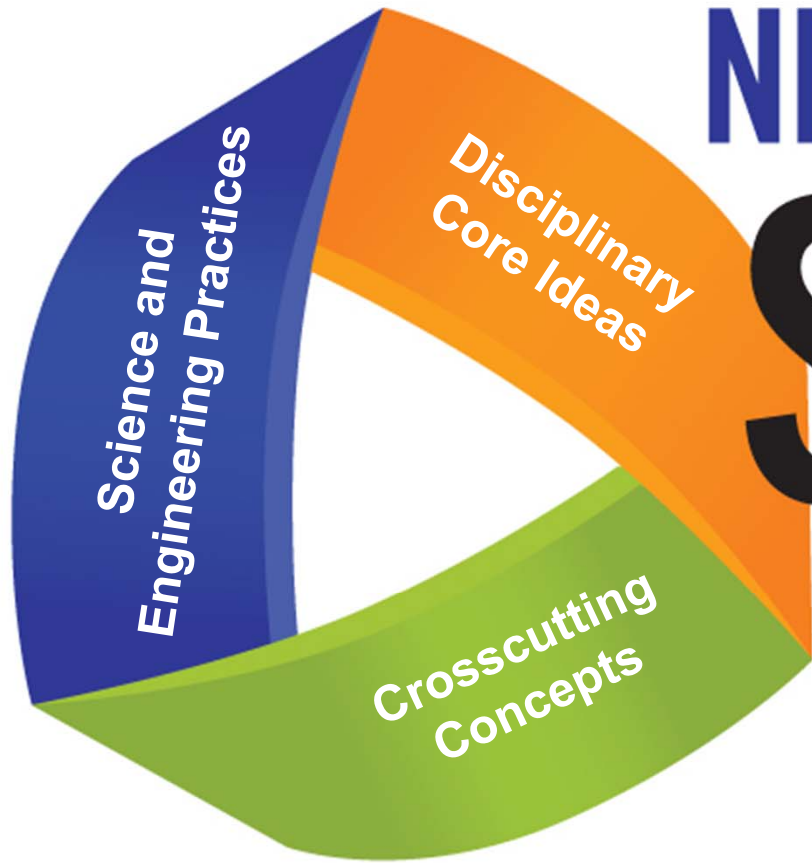 Science and
Engineering Practices
Disciplinary
Core Ideas
Crosscutting
Concepts